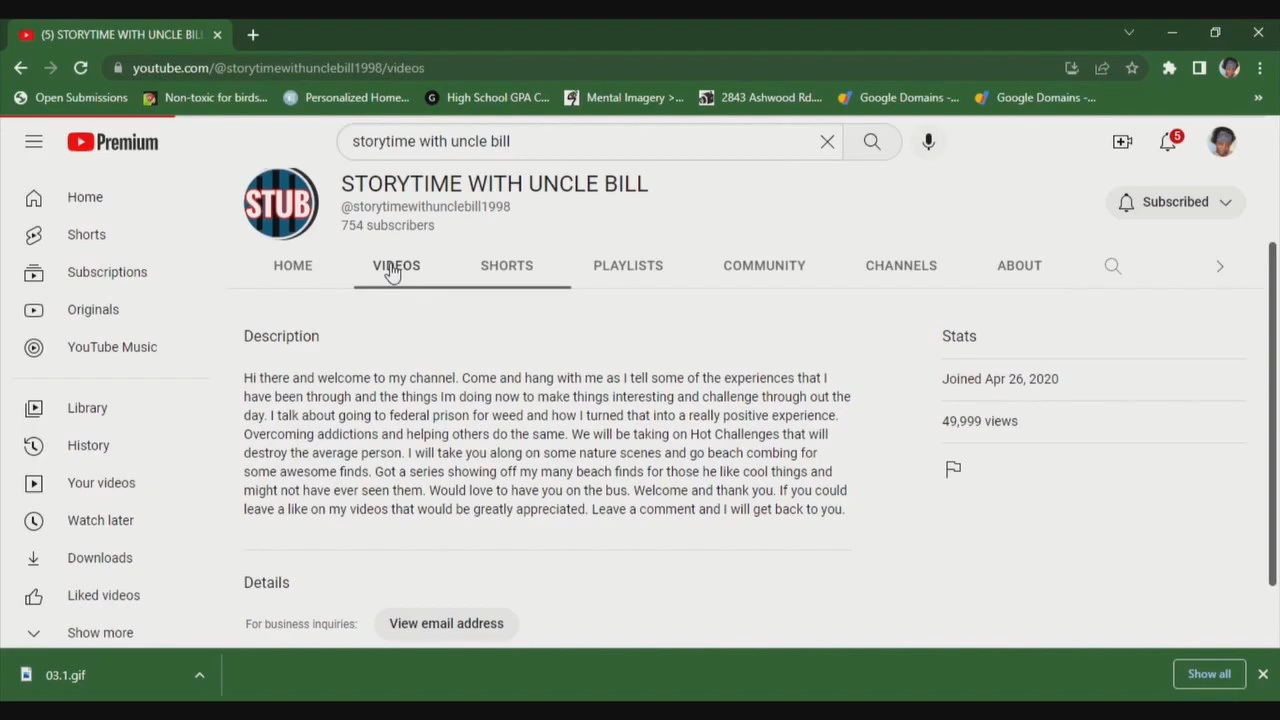 (5) STORYTIME WITH UNCLE BILL
youtube.com/@storytimewithunclebill1998/videos
Open Submissions
Non-toxic for birds...
Personalized Home...
High School GPA C...
Mental Imagery >...
2843 Ashwood Rd....
Google Domains -...
Google Domains -...
»
Premium
storytime with uncle bill
5
STUB
STORYTIME WITH UNCLE BILL
@storytimewithunclebill1998
754 subscribers
Subscribed
HOME
VIDEOS
SHORTS
PLAYLISTS
COMMUNITY
CHANNELS
ABOUT
Home
Shorts
Subscriptions
Originals
YouTube Music
Library
History
Your videos
Watch later
Downloads
Liked videos
Show more
Description
Hi there and welcome to my channel. Come and hang with me as I tell some of the experiences that I
have been through and the things Im doing now to make things interesting and challenge through out the
day. I talk about going to federal prison for weed and how I turned that into a really positive experience.
Overcoming addictions and helping others do the same. We will be taking on Hot Challenges that will
destroy the average person. I will take you along on some nature scenes and go beach combing for
some awesome finds. Got a series showing off my many beach finds for those he like cool things and
might not have ever seen them. Would love to have you on the bus. Welcome and thank you. If you could
leave a like on my videos that would be greatly appreciated. Leave a comment and I will get back to you.
Stats
Joined Apr 26, 2020
49,999 views
Details
For business inquiries:
View email address
03.1.gif
Show all